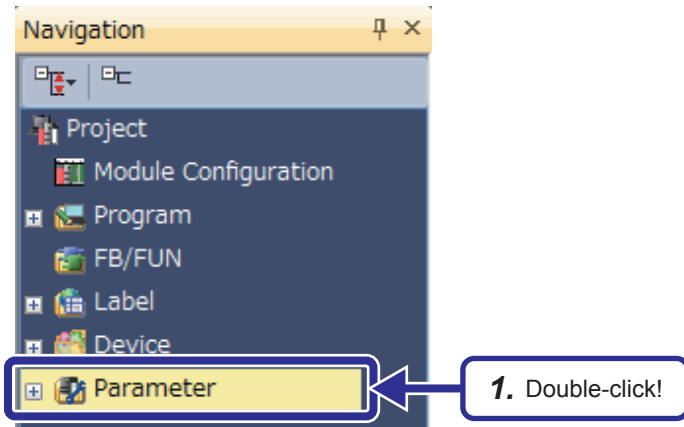 Navigation
Project
Module Configuration
Program
FB/FUN
Label
Device
Parameter
1. Double-click!